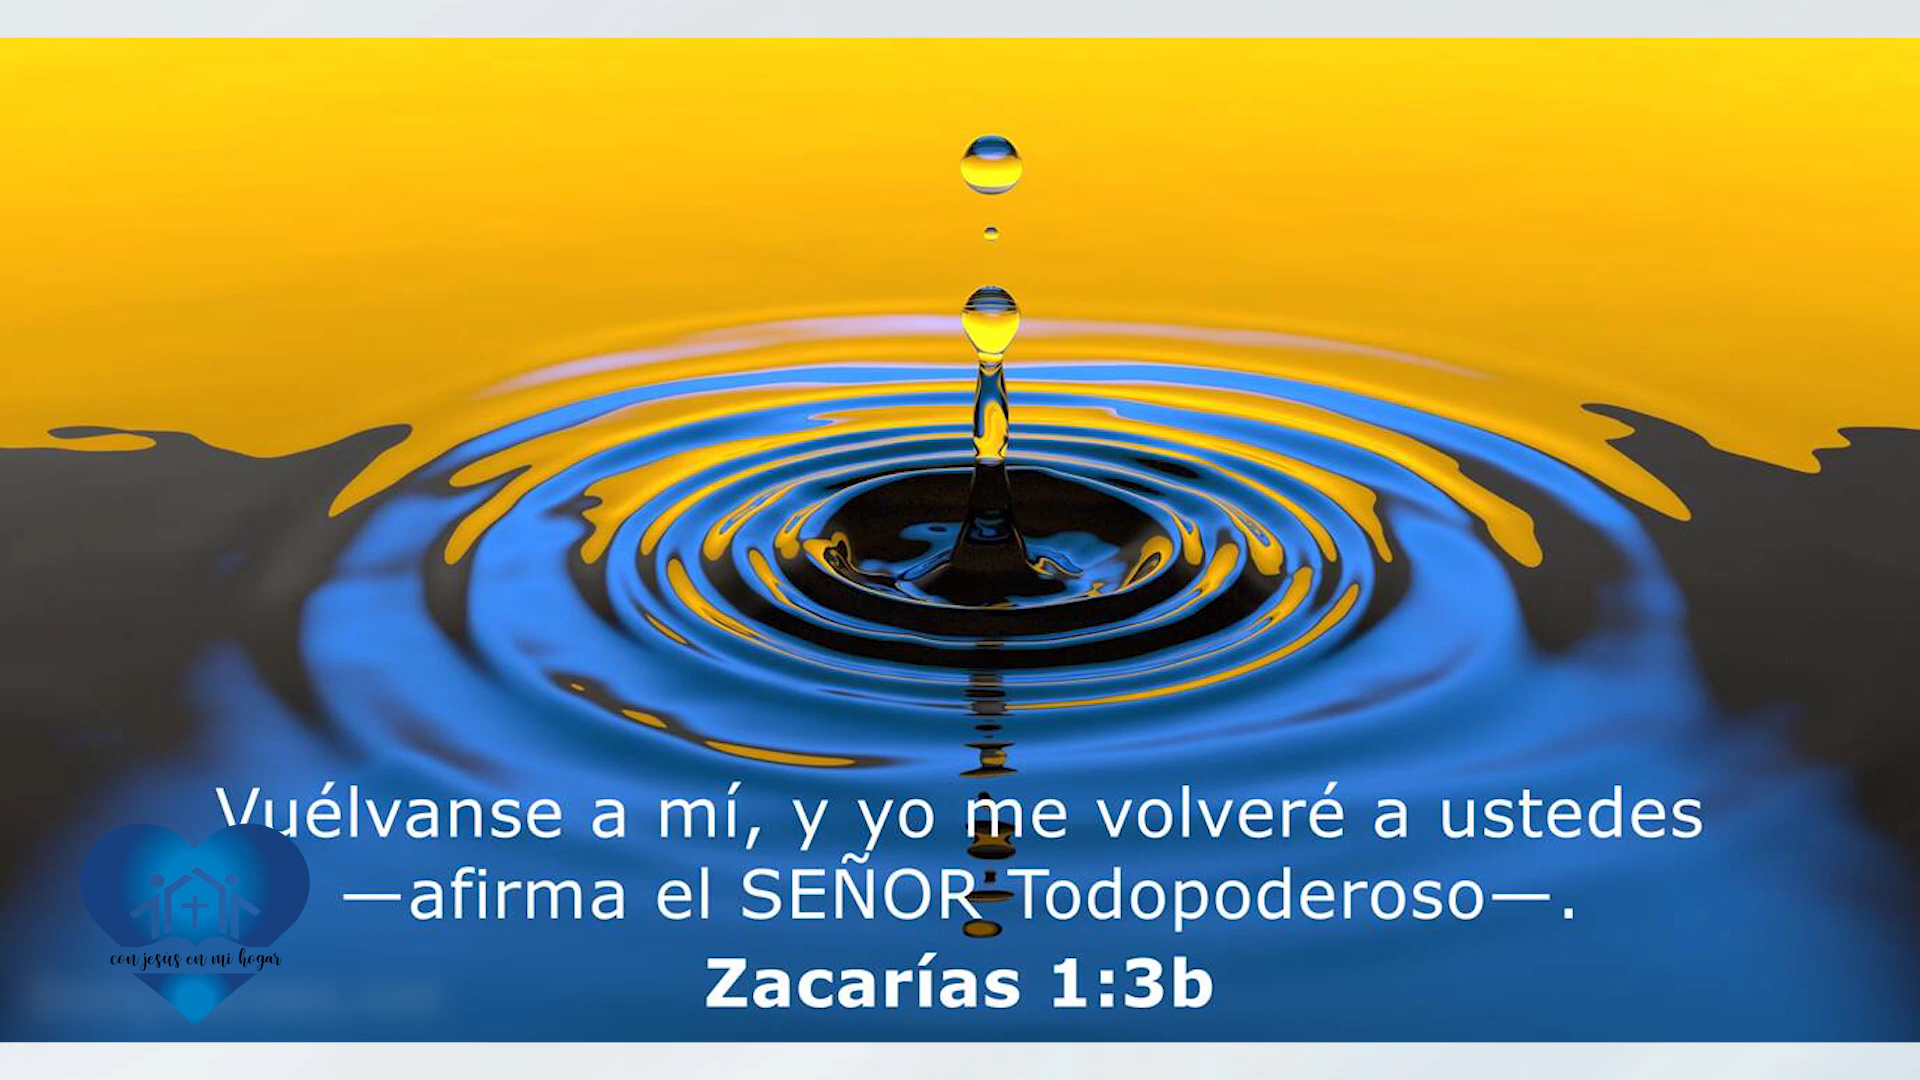 Vuélvanse a mí, y yo me volveré a ustedes
—afirma el SEÑOR Todopoderoso—.
Zacarías 1:3b
con jesus en mi hogar